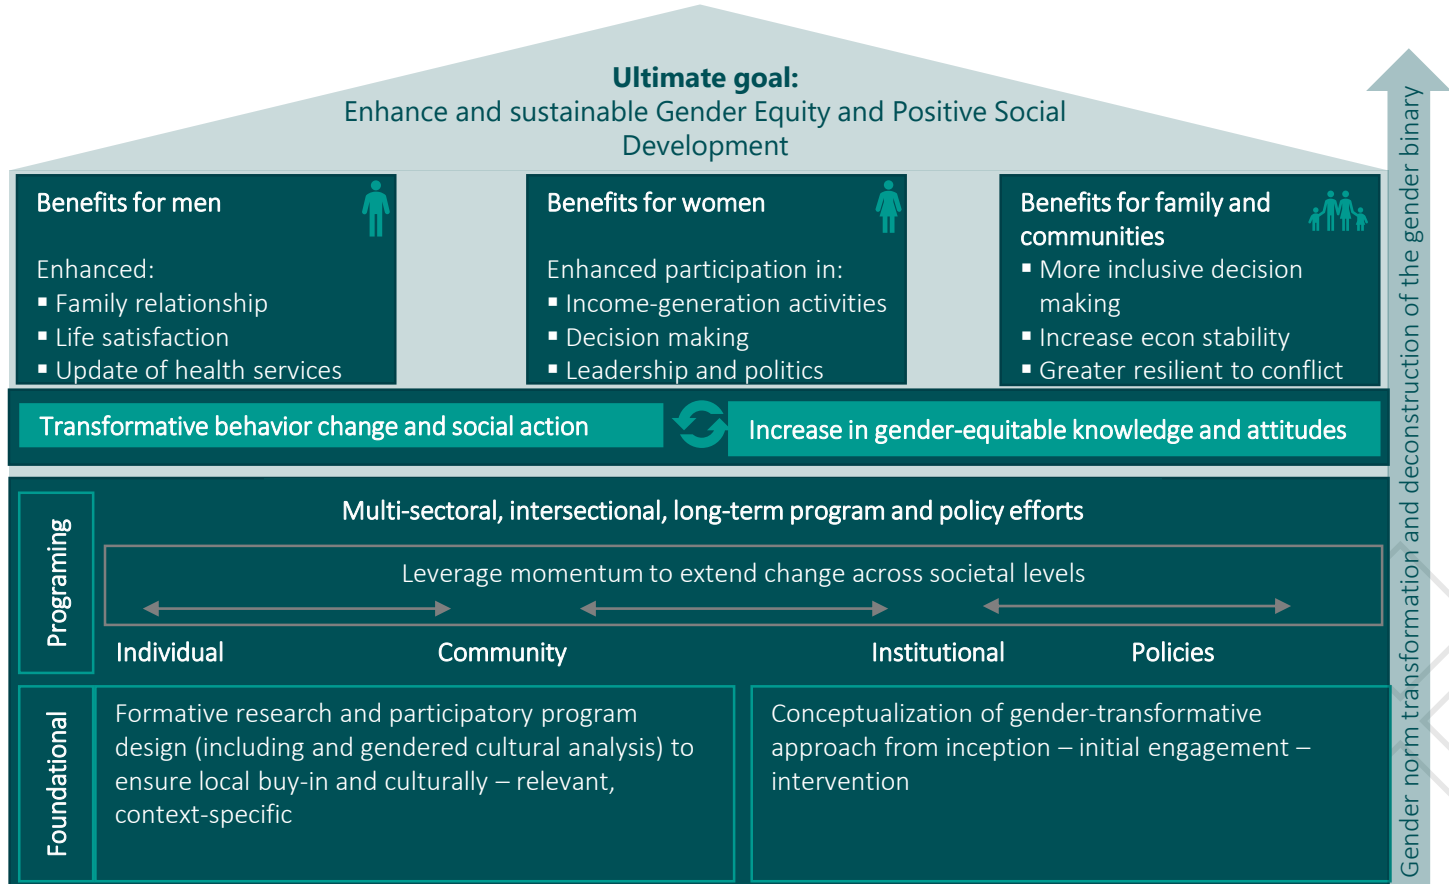 Ultimate goal:
Enhance and sustainable Gender Equity and Positive Social
Development
Benefits for men
Enhanced:
▪ Family relationship
▪ Life satisfaction
▪ Update of health services
Benefits for women
Enhanced participation in:
▪ Income-generation activities
▪ Decision making
▪ Leadership and politics
Benefits for family and
communities
▪ More inclusive decision
making
▪ Increase econ stability
▪ Greater resilient to conflict
Transformative behavior change and social action
Increase in gender-equitable knowledge and attitudes
Programing
Multi-sectoral, intersectional, long-term program and policy efforts
Leverage momentum to extend change across societal levels
Individual
Community
Institutional
Policies
Foundational
Formative research and participatory program
design (including and gendered cultural analysis) to
ensure local buy-in and culturally – relevant,
context-specific
Conceptualization of gender-transformative
approach from inception – initial engagement –
intervention
Gender norm transformation and deconstruction of the gender binary